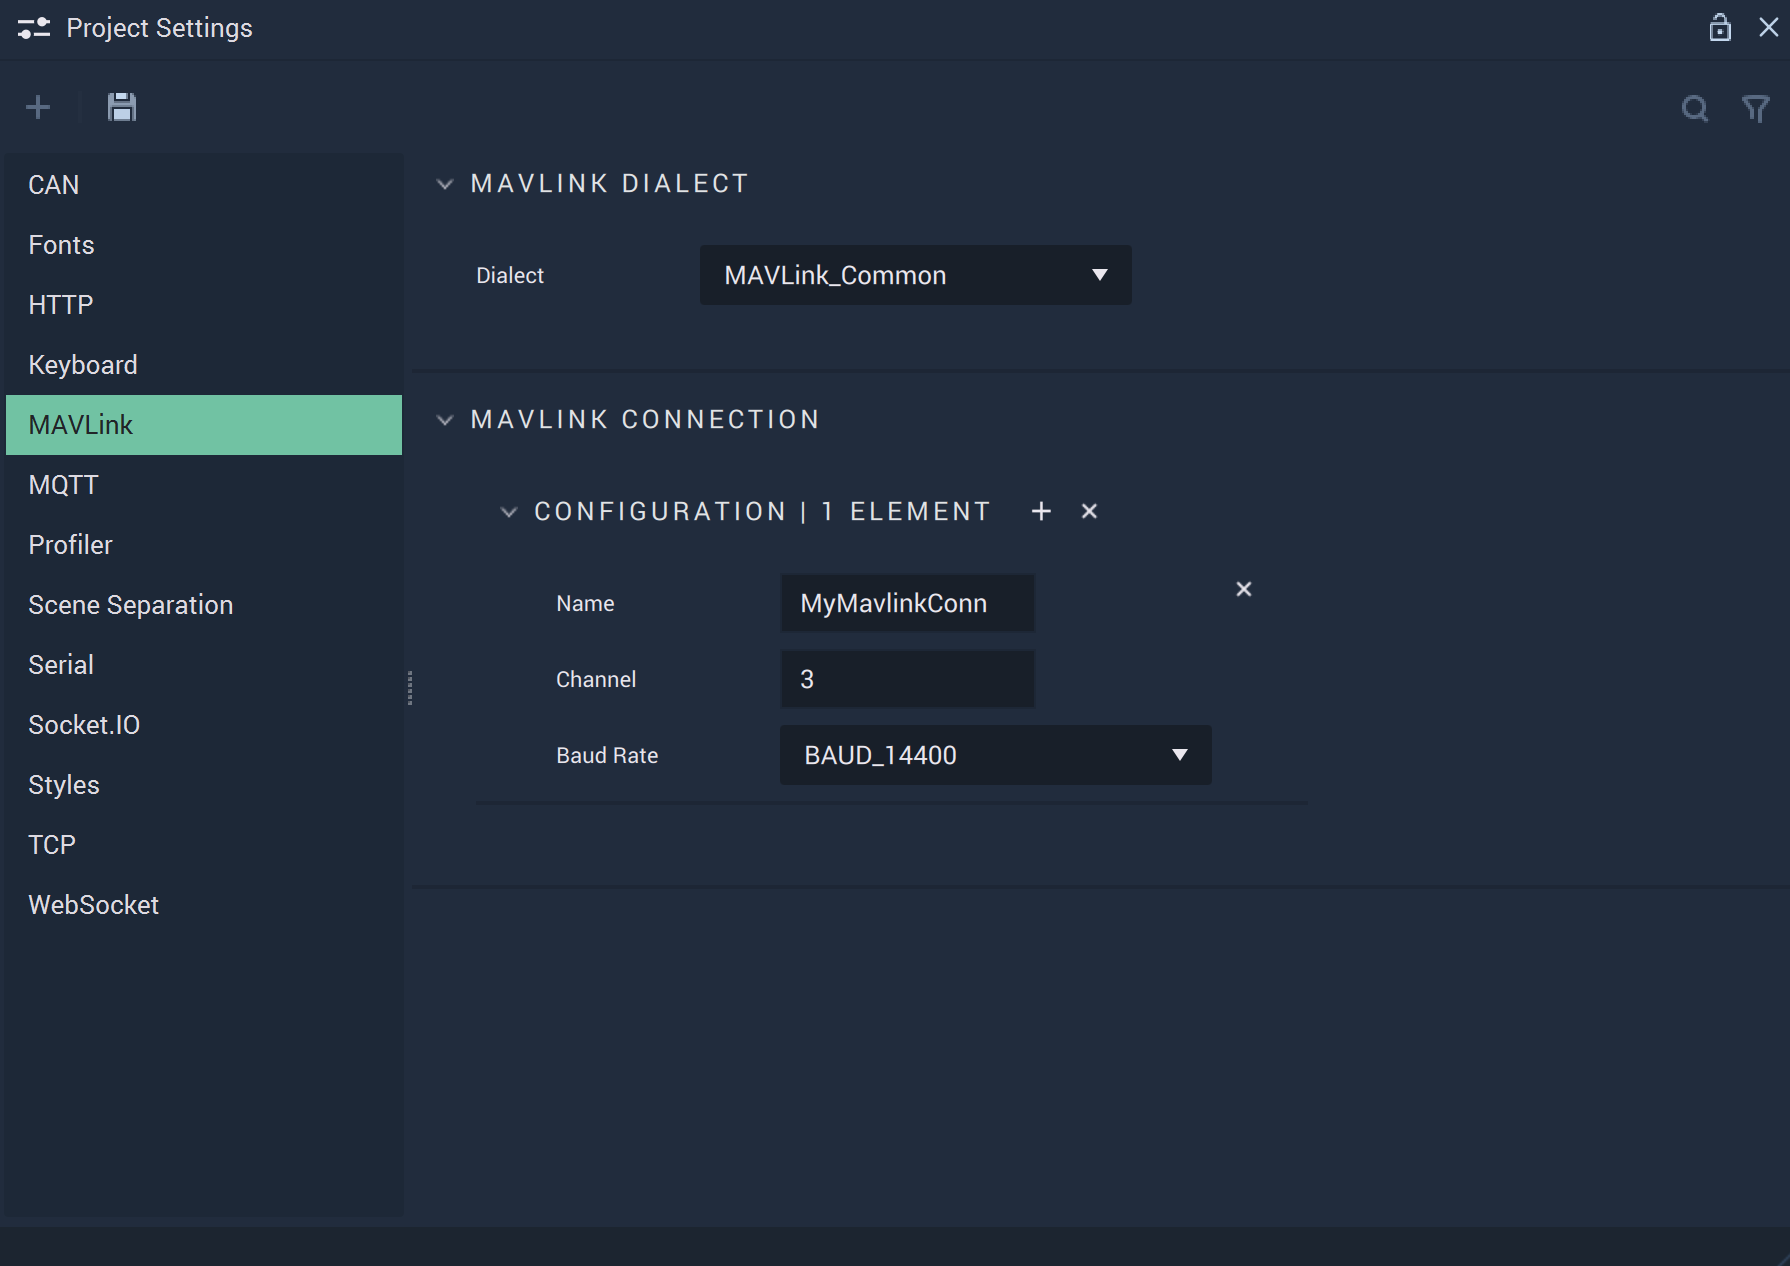 Project Settings
CAN
Fonts
HTTP
Keyboard
MAVLink
MQTT
Profiler
Scene Separation
Serial
Socket.IO
Styles
TCP
WebSocket
MAVLINK DIALECT
Dialect MAVLink_Common
MAVLINK CONNECTION
CONFIGURATION | 1 ELEMENT
Name MyMavlinkConn
Channel 3
Baud Rate BAUD_14400